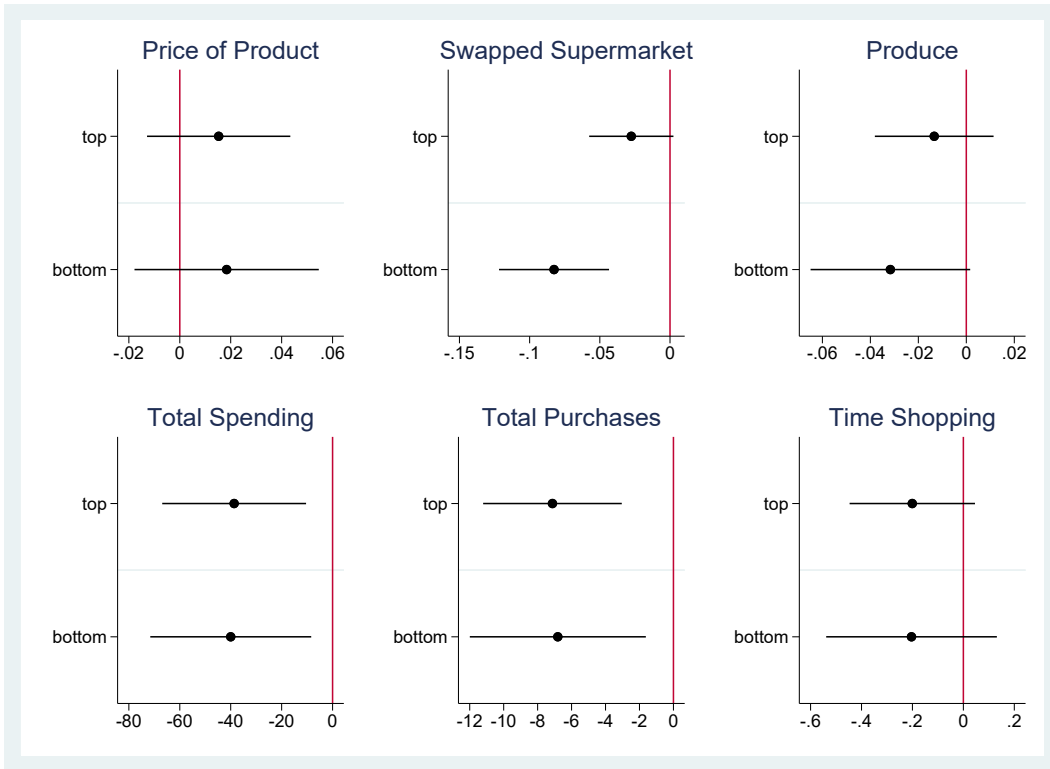 Price of Product
top
bottom
-.02 0 .02 .04 .06
Swapped Supermarket
top
bottom
-.15 -.1 -.05 0
Produce
top
bottom
-.06 -.04 -.02 0 .02
Total Spending
top
bottom
-80 -60 -40 -20 0
Total Purchases
top
bottom
-12 -10 -8 -6 -4 -2 0
Time Shopping
top
bottom
-.6 -.4 -.2 0 .2